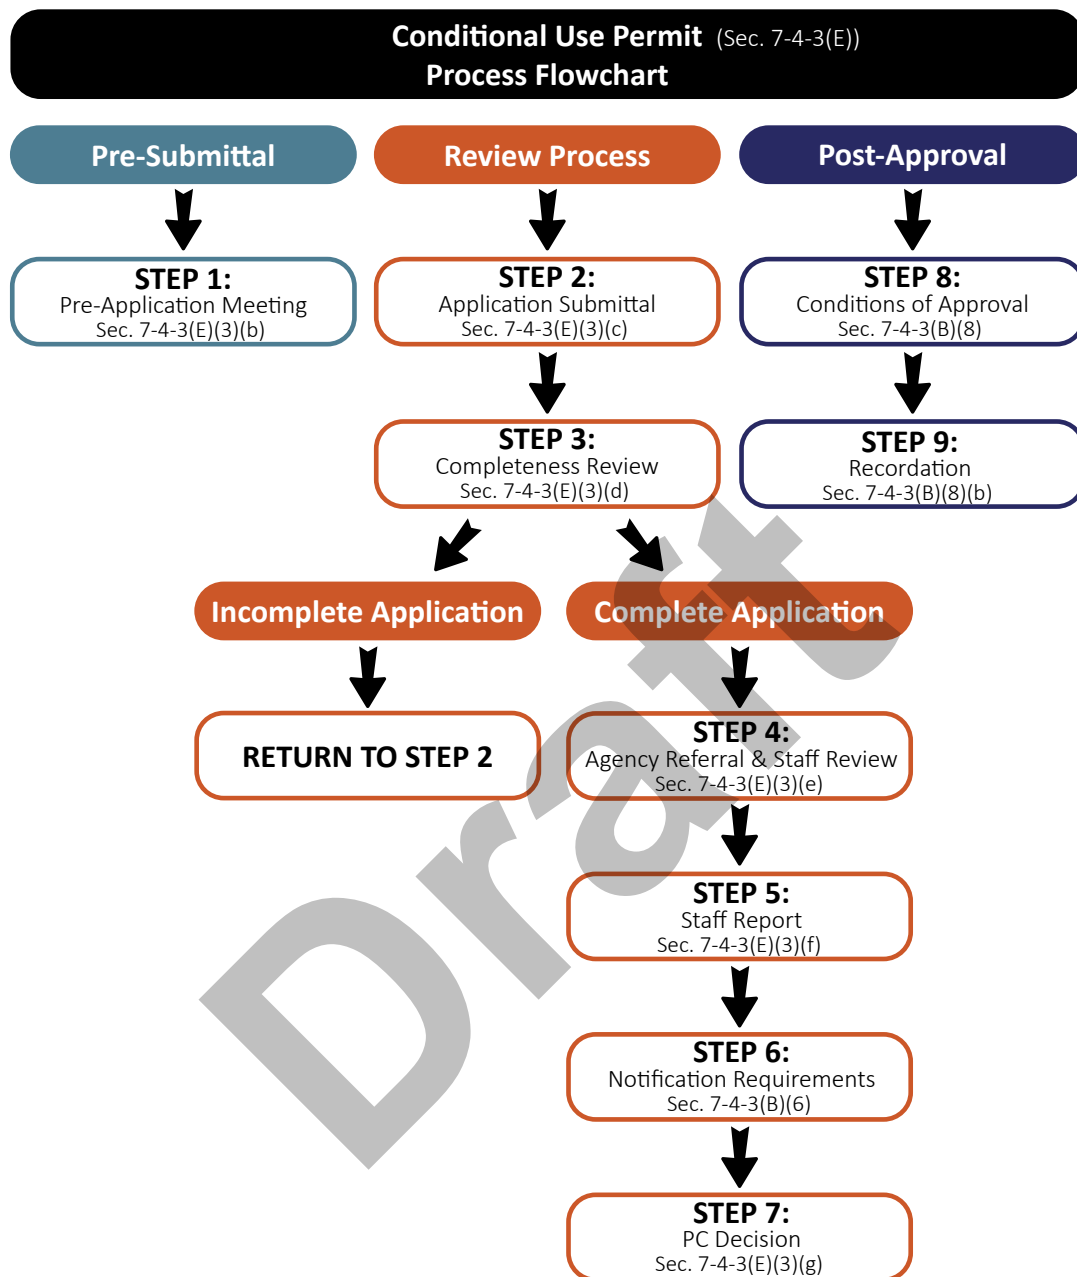 Conditional Use Permit (Sec. 7-4-3(E))
Process Flowchart
Pre-Submittal
STEP 1:
Pre-Application Meeting
Sec. 7-4-3(E)(3)(b)
Review Process
STEP 2:
Application Submittal
Sec. 7-4-3(E)(3)(c)
STEP 3:
Completeness Review
Sec. 7-4-3(E)(3)(d)
Incomplete Application
RETURN TO STEP 2
Complete Application
STEP 4:
Agency Referral & Staff Review
Sec. 7-4-3(E)(3)(e)
STEP 5:
Staff Report
Sec. 7-4-3(E)(3)(f)
STEP 6:
Notification Requirements
Sec. 7-4-3(B)(6)
STEP 7:
PC Decision
Sec. 7-4-3(E)(3)(g)
Post-Approval
STEP 8:
Conditions of Approval
Sec. 7-4-3(B)(8)
STEP 9:
Recordation
Sec. 7-4-3(B)(8)(b)
Draft